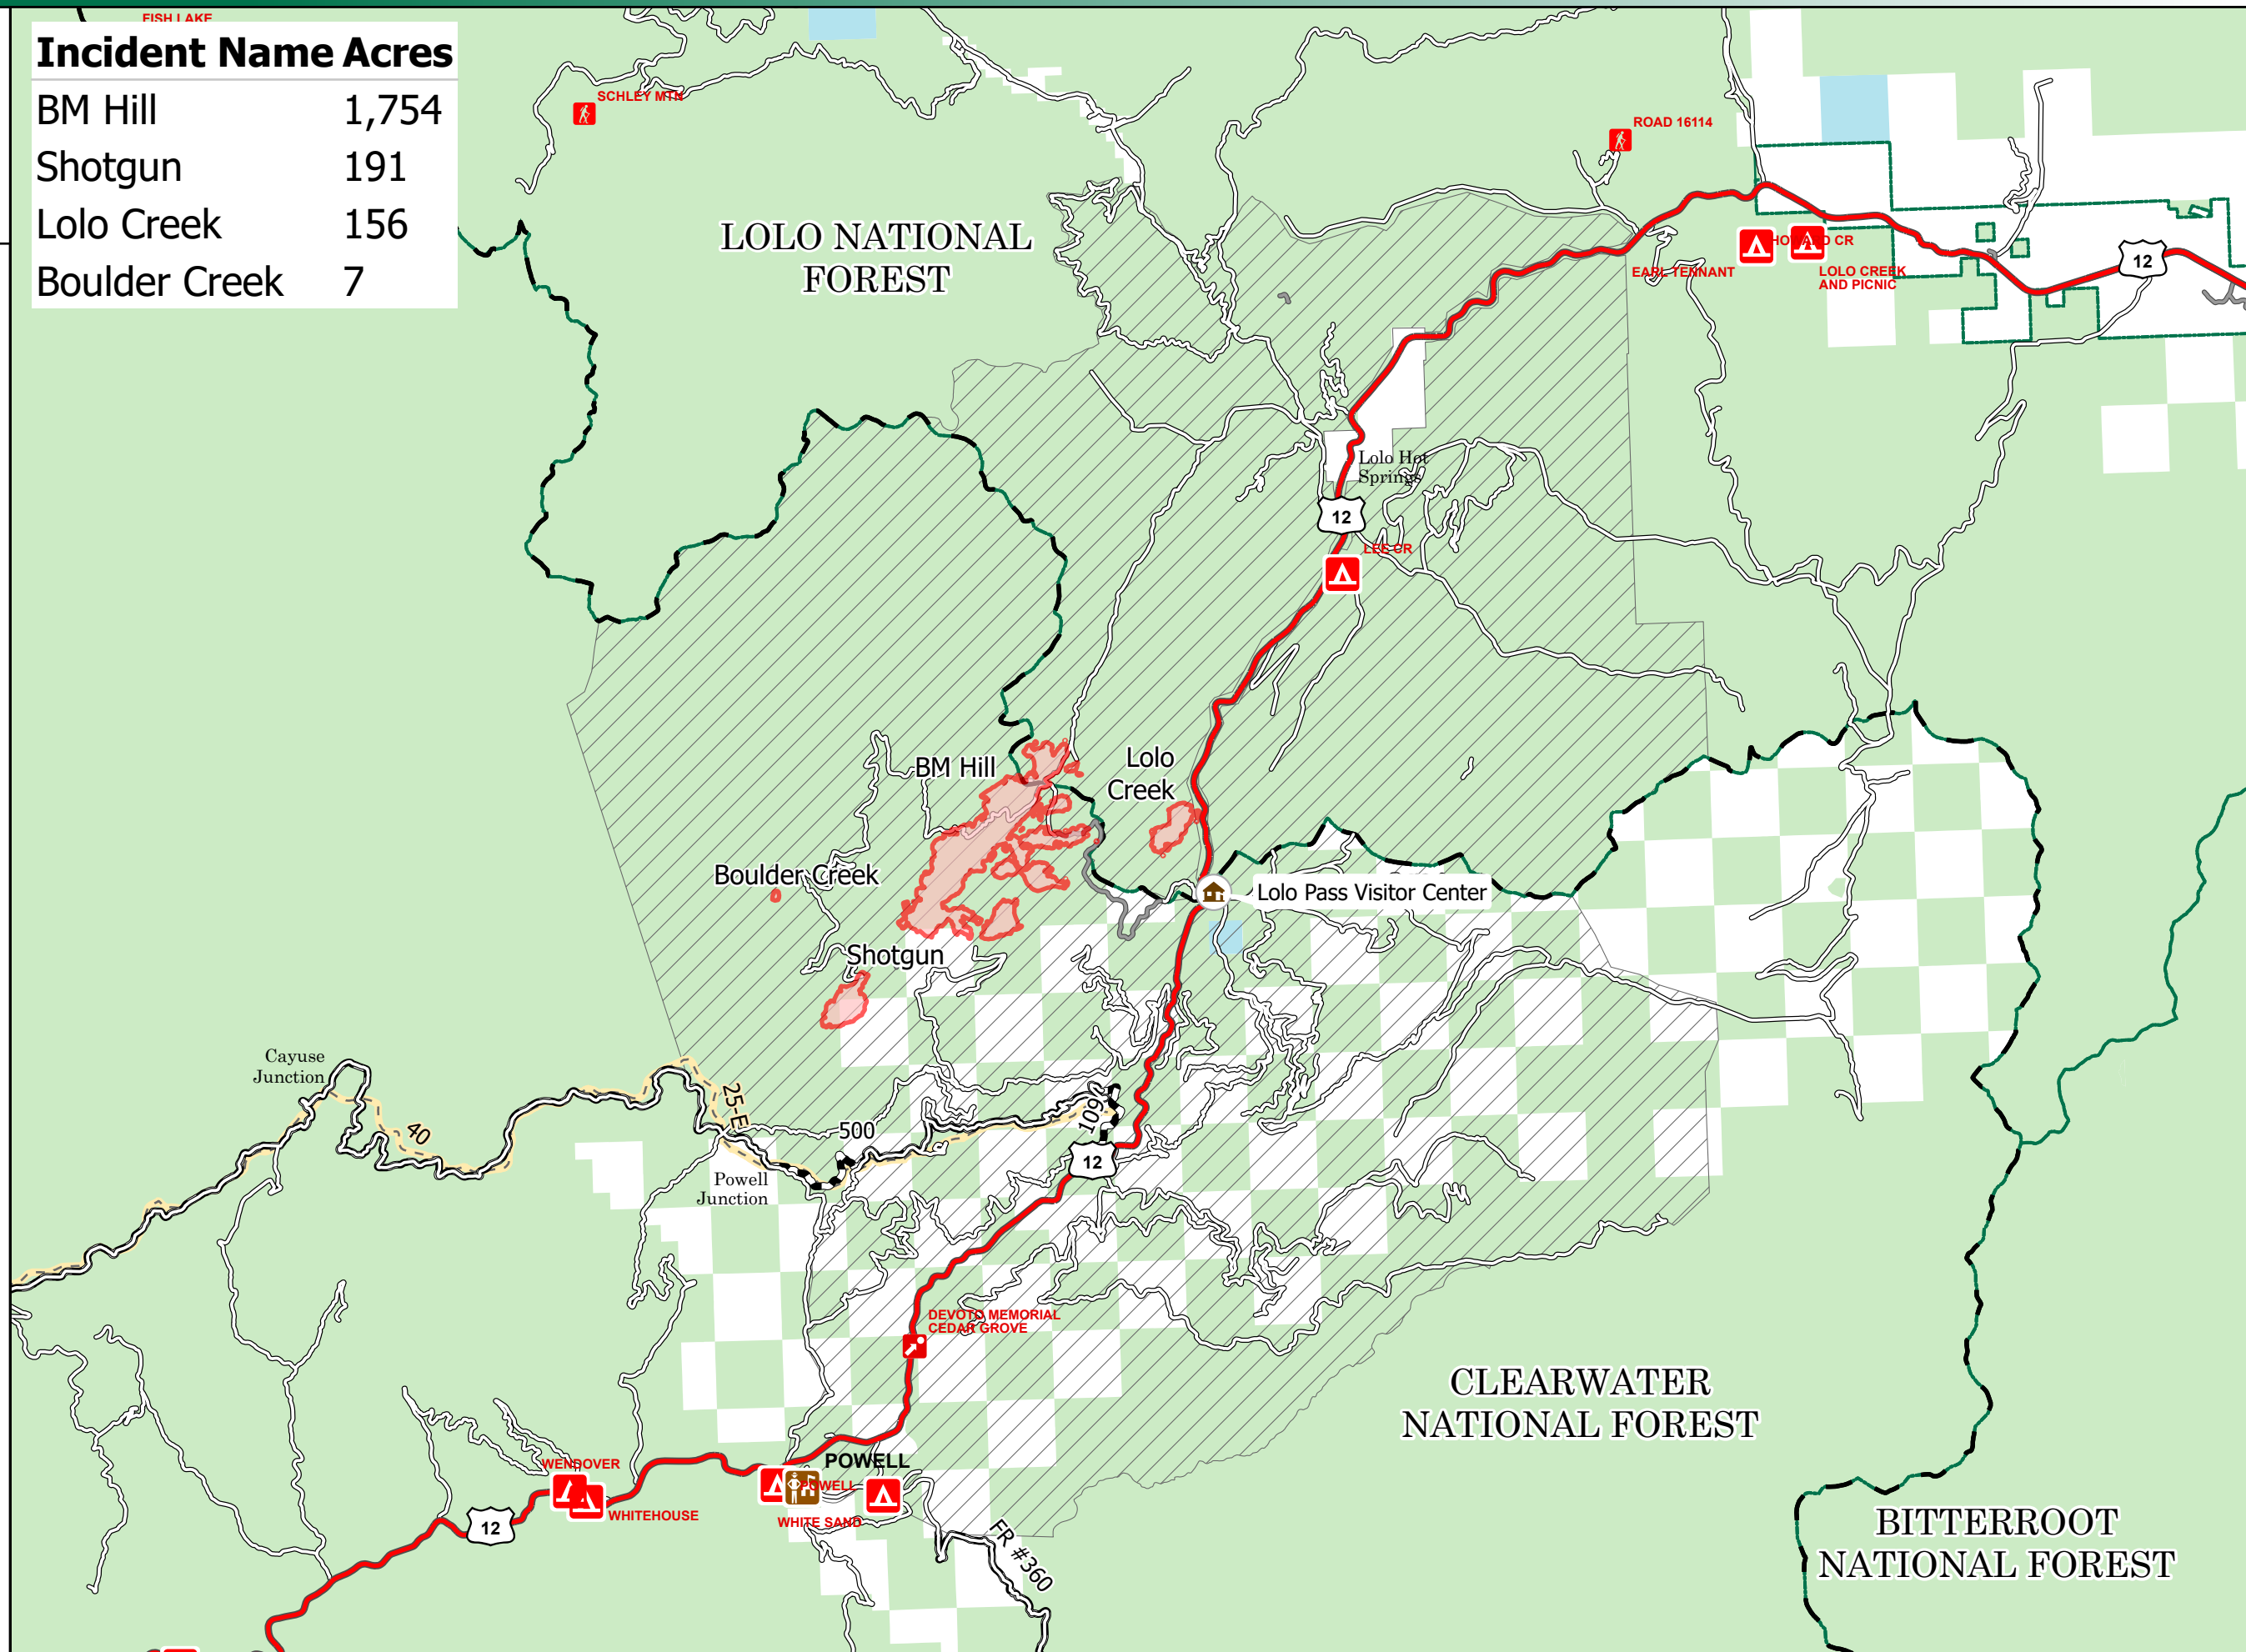 FISH LAKE
Incident Name Acres
BM Hill 1,754
Shotgun 191
Lolo Creek 156
Boulder Creek 7
SCHLEY MTN
LOLO NATIONAL
FOREST
ROAD 16114
EARL TENNANT
LOLO CREEK
AND PICNIC
12
Lolo Hot
Springs
12
LEE CR
BM Hill
Lolo
Creek
Boulder Creek
Lolo Pass Visitor Center
Shotgun
Cayuse
Junction
40
25-E
500
109
12
Powell
Junction
DEVOTO MEMORIAL
CEDAR GROVE
CLEARWATER
NATIONAL FOREST
POWELL
POWELL
WHITE SAND
WENDOVER
WHITEHOUSE
12
FR #360
BITTERROOT
NATIONAL FOREST